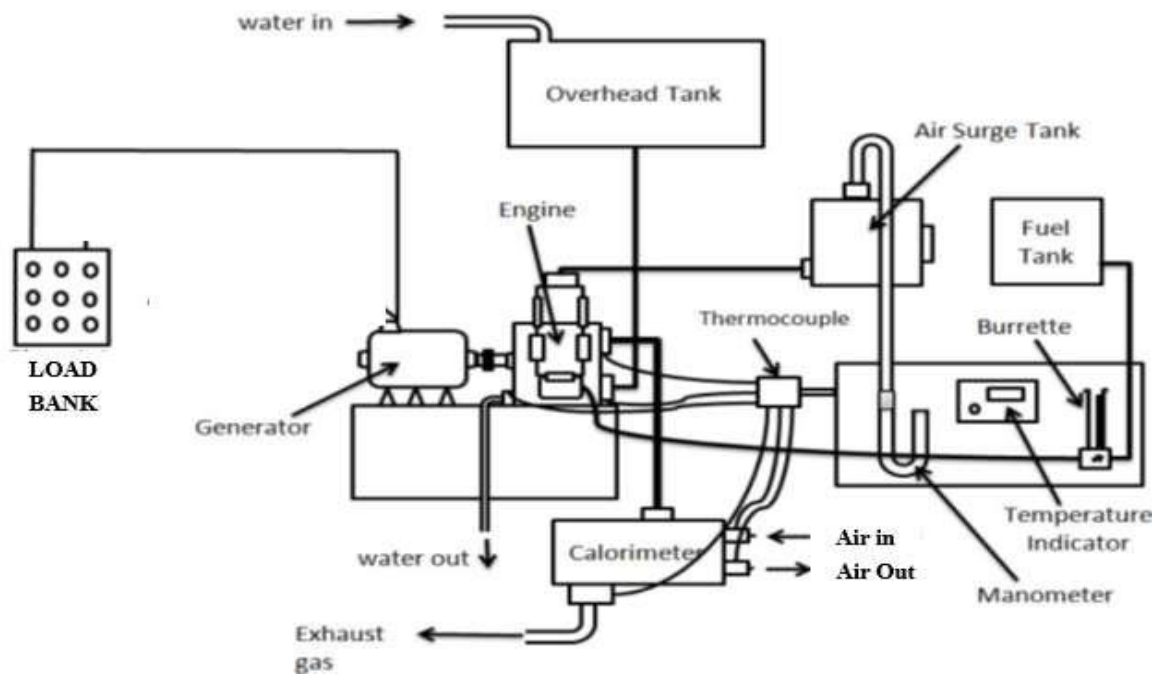 water in
Overhead Tank
Air Surge Tank
Engine
Fuel
Tank
Thermocouple
Burrette
LOAD
BANK
Generator
Temperature
Indicator
water out
Calorimeter
Air in
Air Out
Manometer
Exhaust
gas